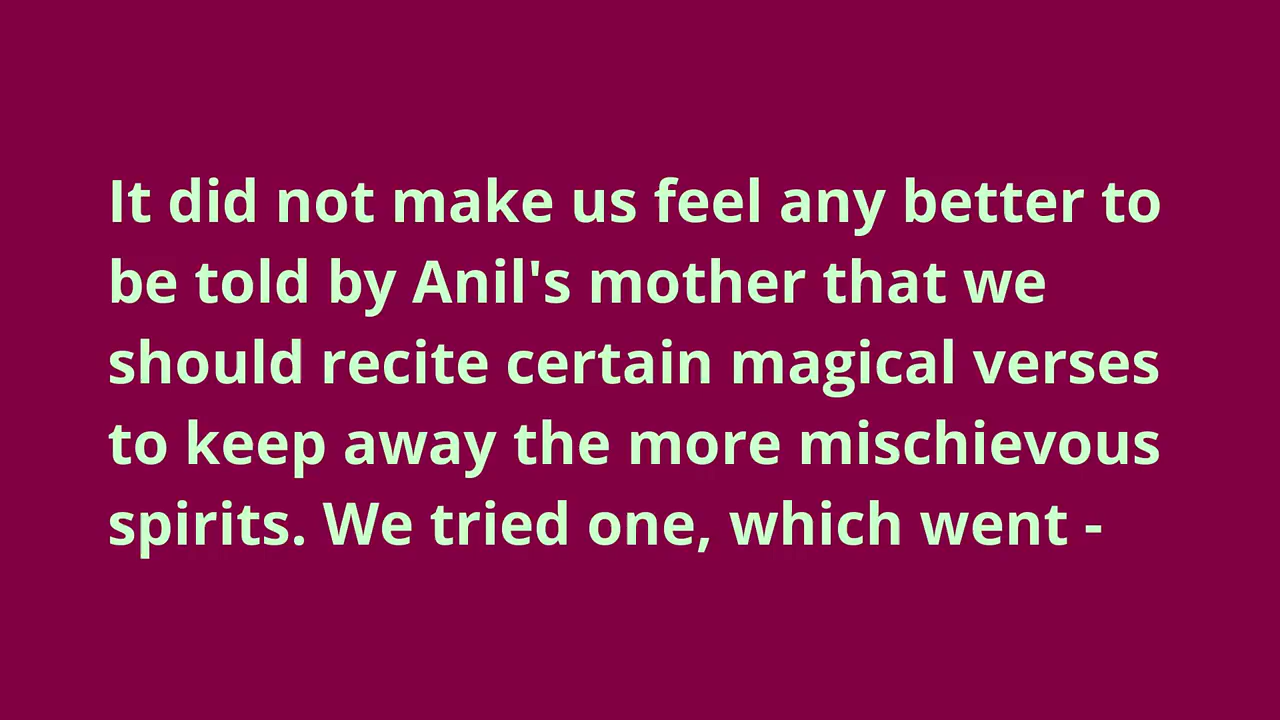 It did not make us feel any better to
be told by Anil's mother that we
should recite certain magical verses
to keep away the more mischievous
spirits. We tried one, which went -